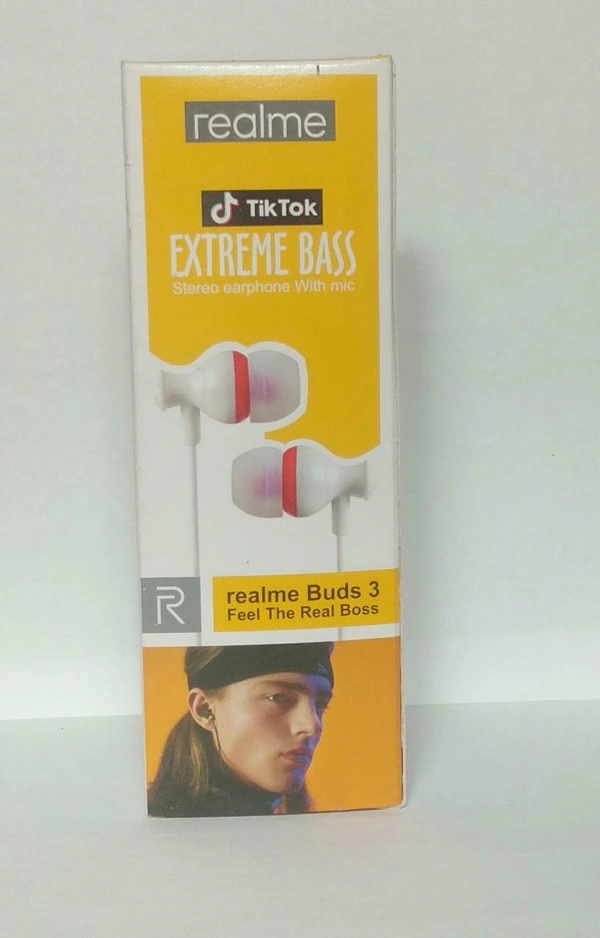 realme
TikTok
EXTREME BASS
Stereo earphone With mic
R
realme Buds 3
Feel The Real Boss